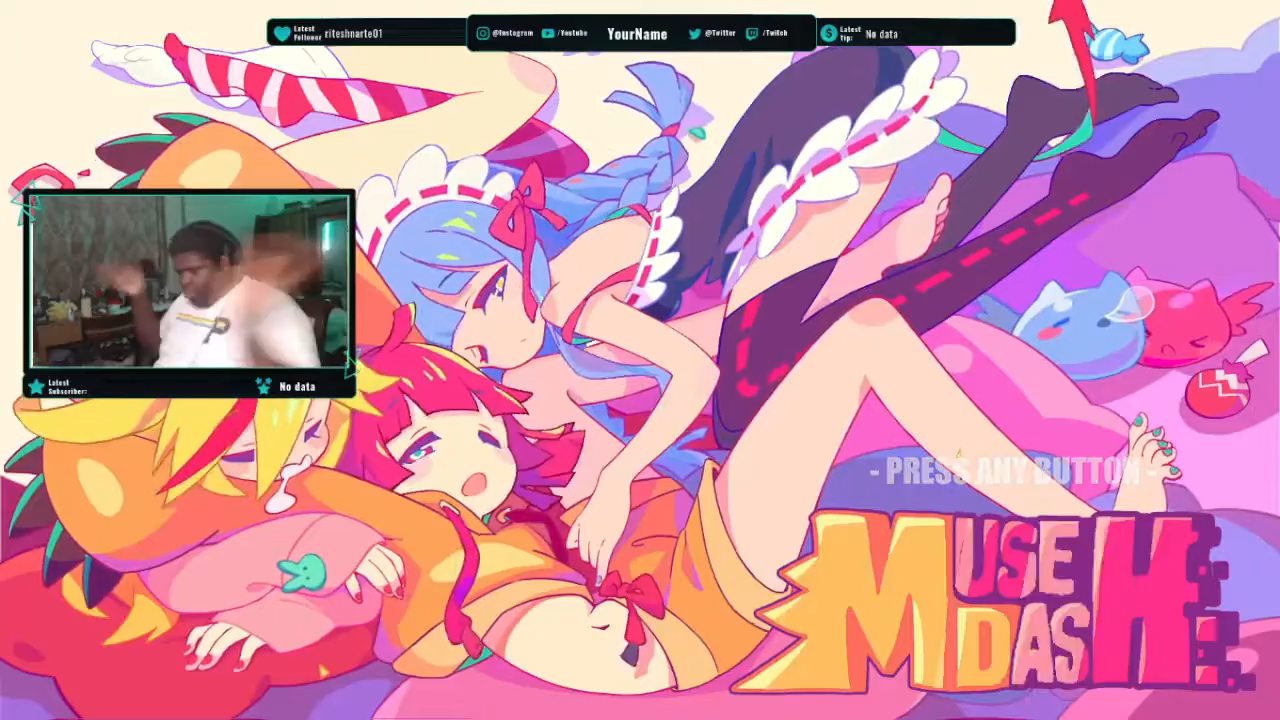 Latest Follower riteshnarte01
@Instagram /Youtube YourName @Twitter /Twitch
Latest Tip: No data
Latest Subscriber: No data
- PRESS ANY BUTTON -
MUSE
DASH